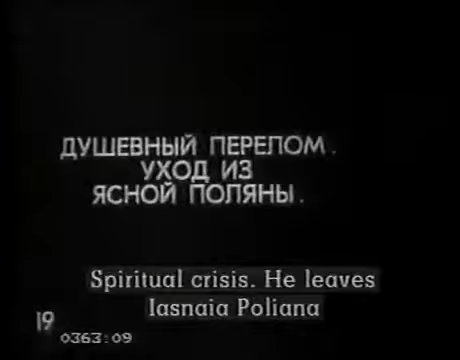 ДУШЕВНЫЙ ПЕРЕЛОМ.
УХОД ИЗ
ЯСНОЙ ПОЛЯНЫ.
Spiritual crisis. He leaves
Iasnaia Poliana
19
0363:09